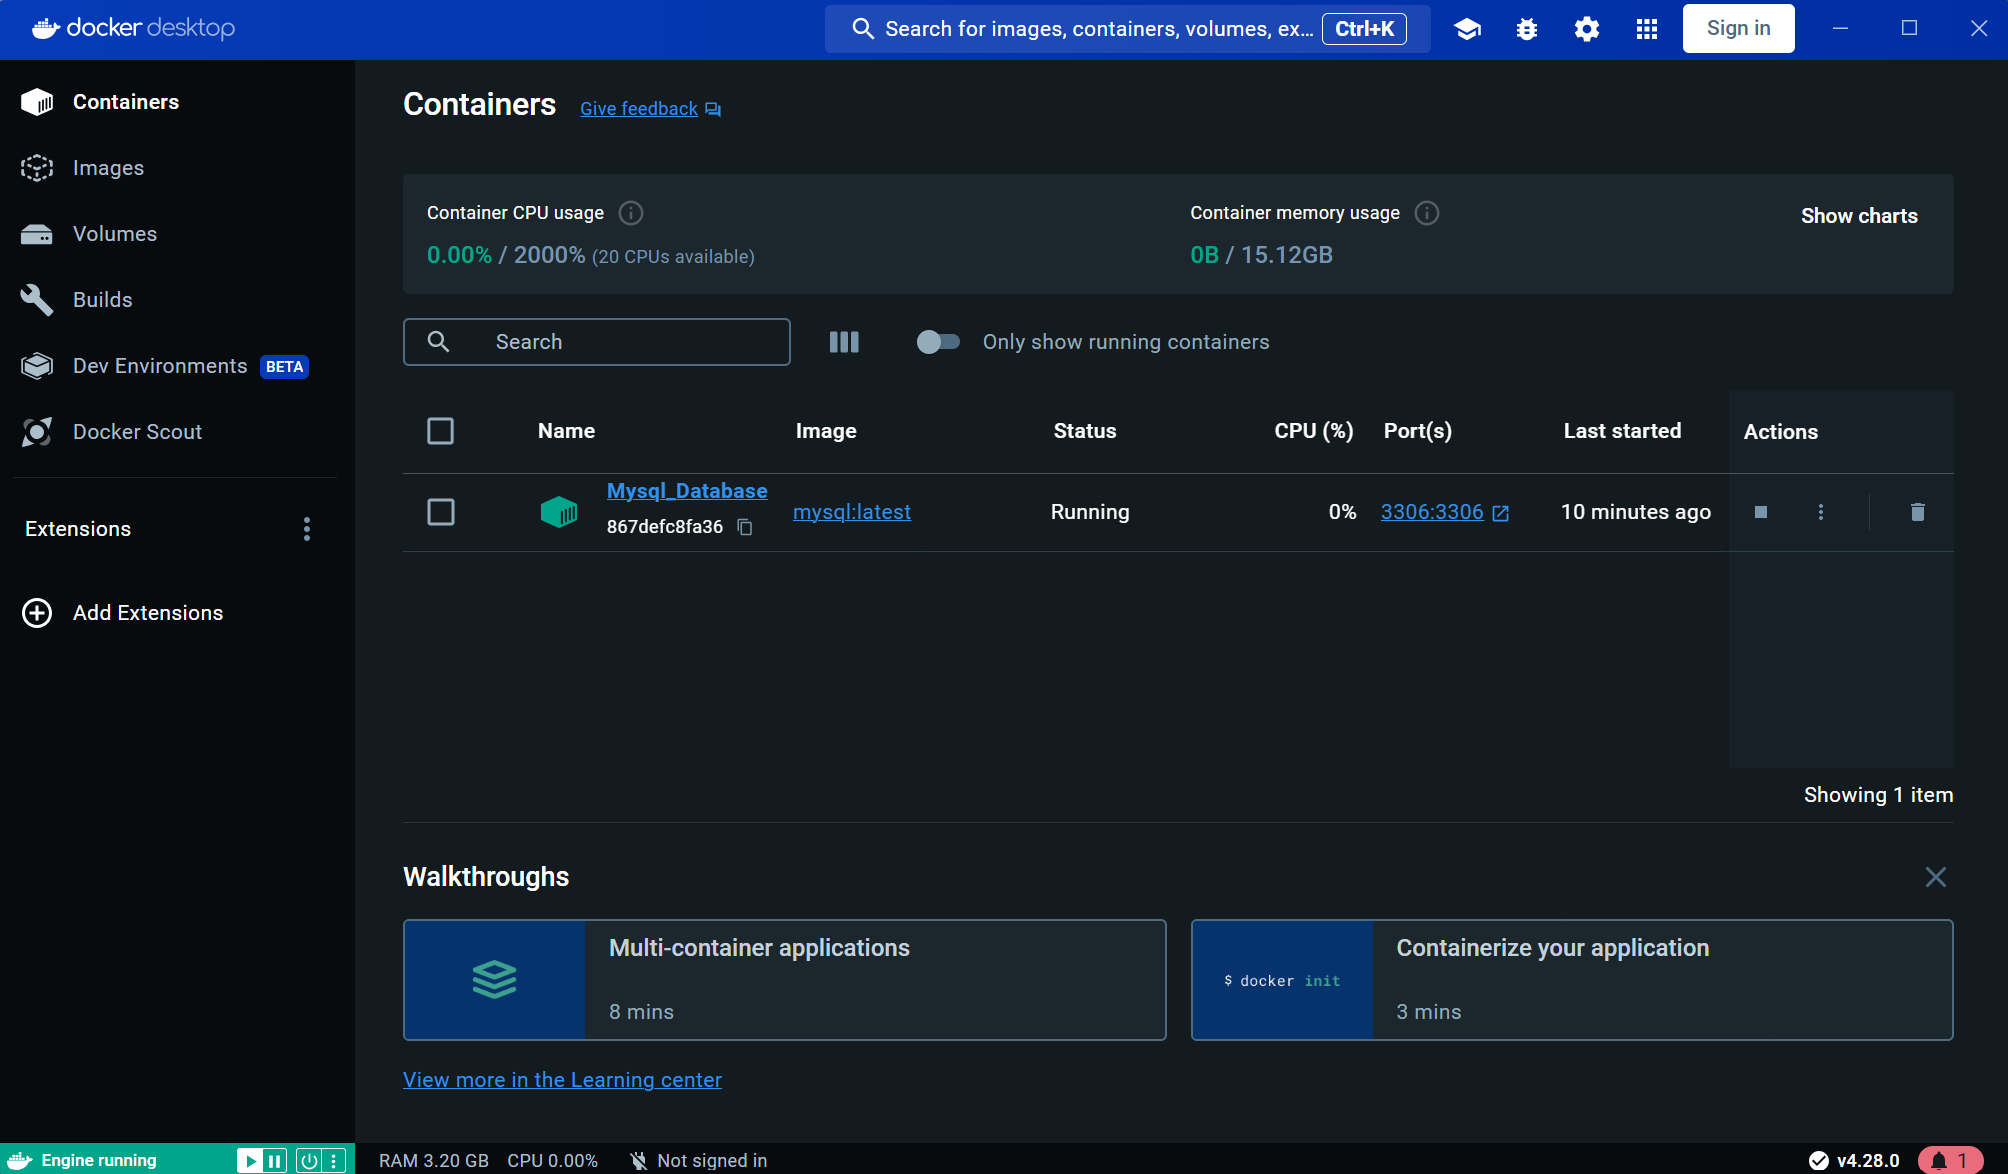 docker desktop
Search for images, containers, volumes, ex... Ctrl+K
Sign in
Containers
Images
Volumes
Builds
Dev Environments BETA
Docker Scout
Extensions
Add Extensions
Containers Give feedback
Container CPU usage
0.00% / 2000% (20 CPUs available)
Container memory usage
0B / 15.12GB
Show charts
Search
Only show running containers
Name Image Status CPU (%) Port(s) Last started Actions
Mysql_Database
867defc8fa36
mysql:latest Running 0% 3306:3306 10 minutes ago
Showing 1 item
Walkthroughs
Multi-container applications
8 mins
$ docker init
Containerize your application
3 mins
View more in the Learning center
Engine running
RAM 3.20 GB CPU 0.00% Not signed in
v4.28.0
1